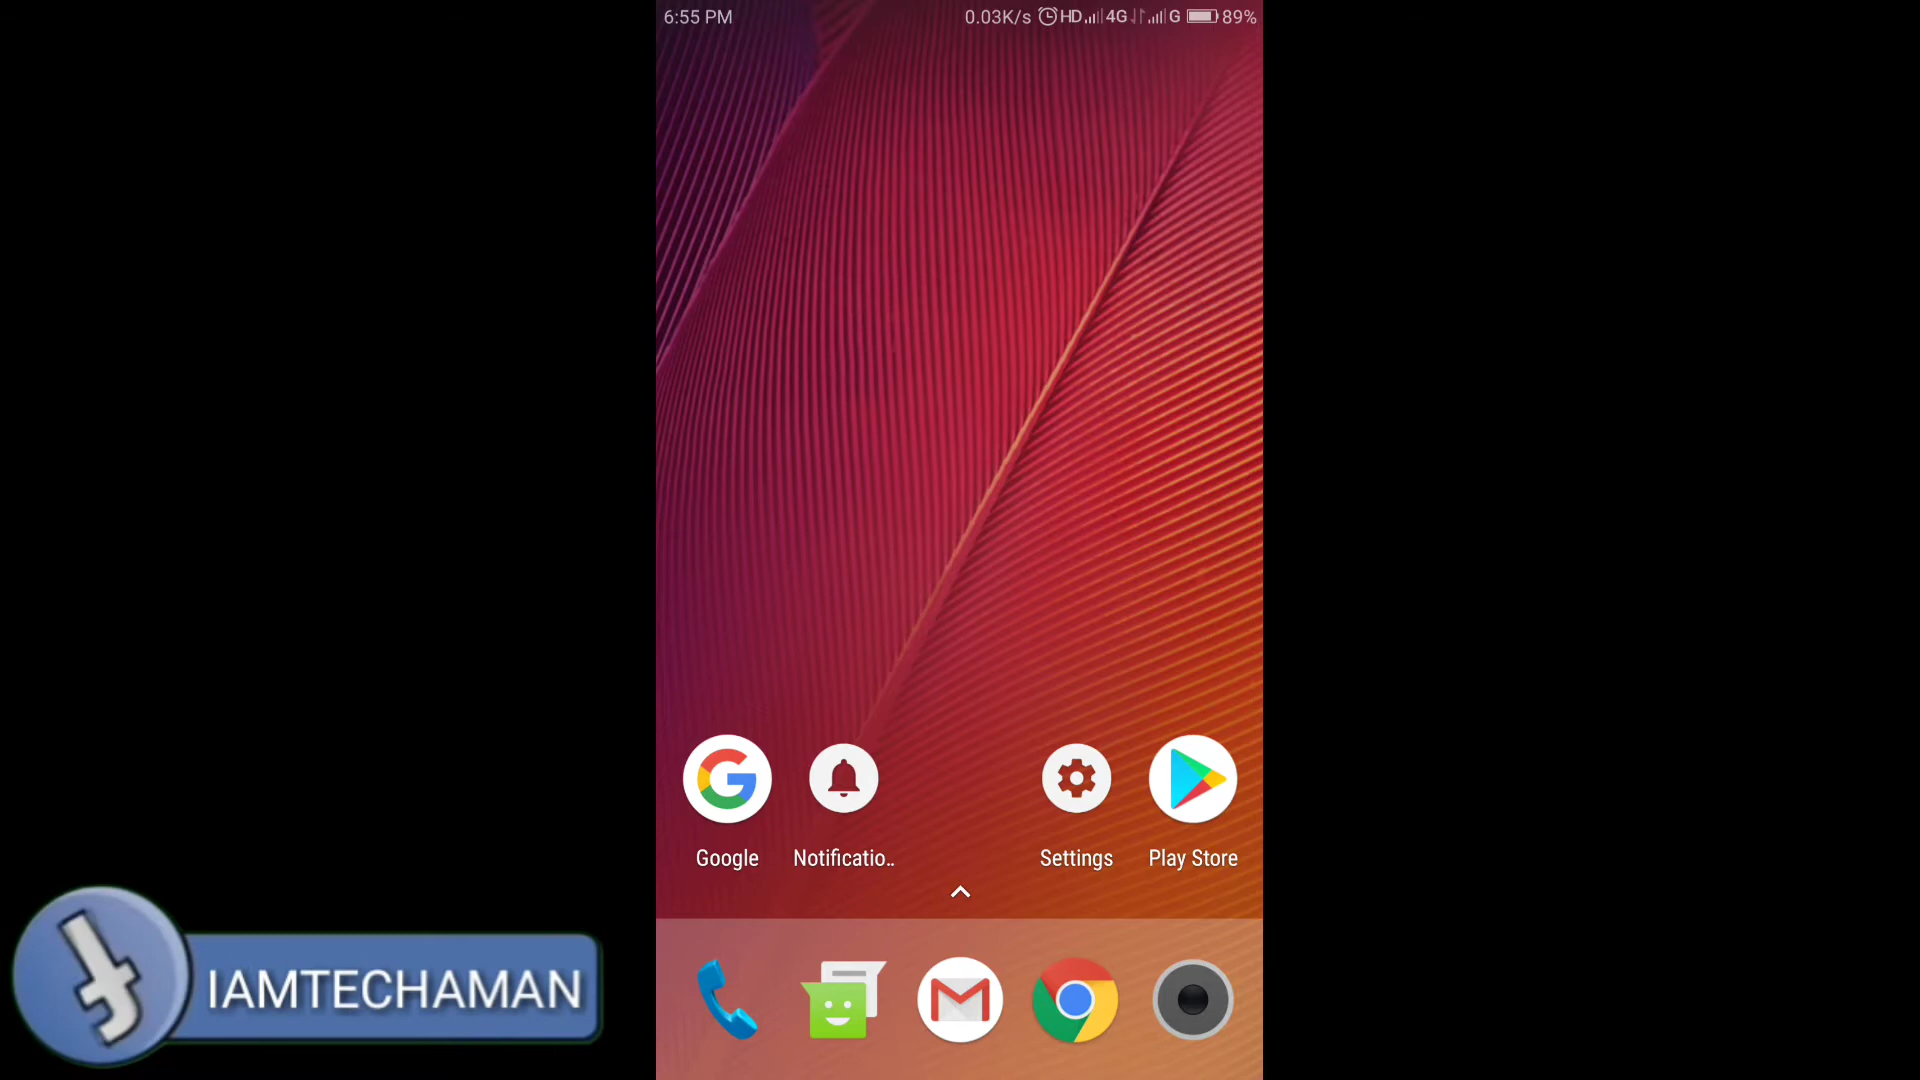 6:55 PM 0.03K/s HD 4G G 89%
Google Notificatio.. Settings Play Store
IAMTECHAMAN